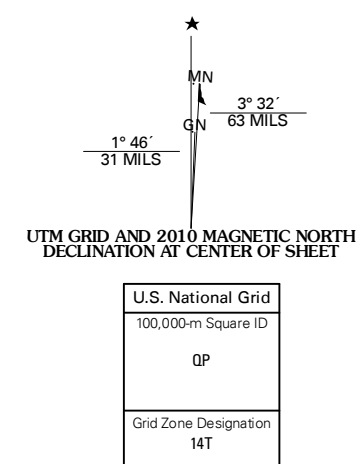 MN
3° 32´
63 MILS
GN
1° 46´
31 MILS
UTM GRID AND 2010 MAGNETIC NORTH
DECLINATION AT CENTER OF SHEET
U.S. National Grid
100,000-m Square ID
QP
Grid Zone Designation
14T